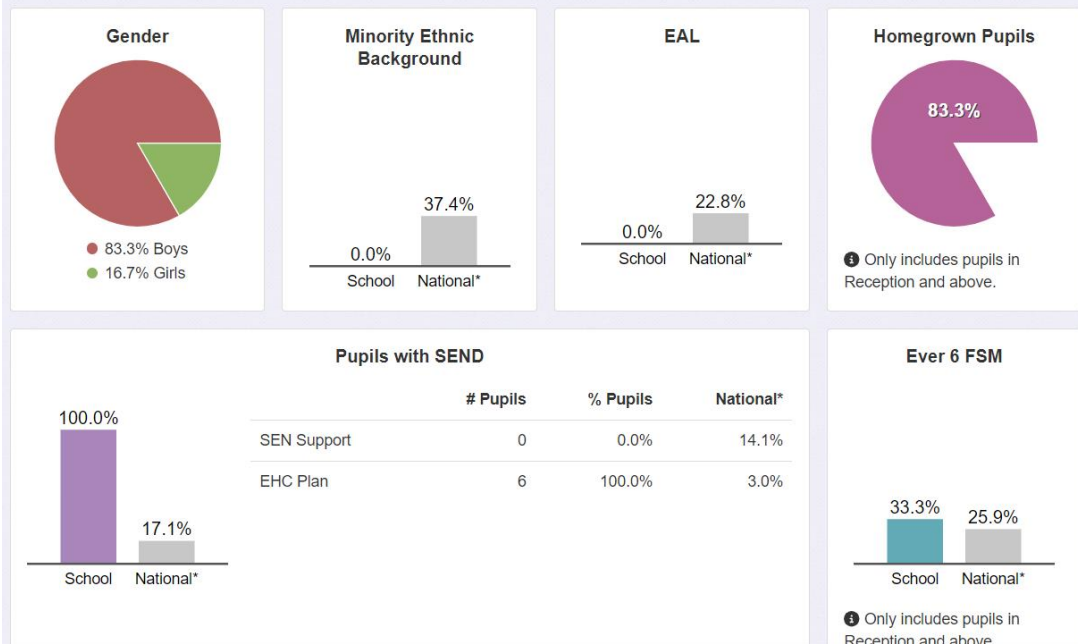 Gender
83.3% Boys
16.7% Girls
Minority Ethnic
Background
0.0%
37.4%
School
National*
EAL
0.0%
22.8%
School
National*
Homegrown Pupils
83.3%
Only includes pupils in
Reception and above.
Pupils with SEND
100.0%
17.1%
School
National*
# Pupils % Pupils National*
SEN Support 0 0.0% 14.1%
EHC Plan 6 100.0% 3.0%
Ever 6 FSM
33.3%
25.9%
School
National*
Only includes pupils in
Reception and above